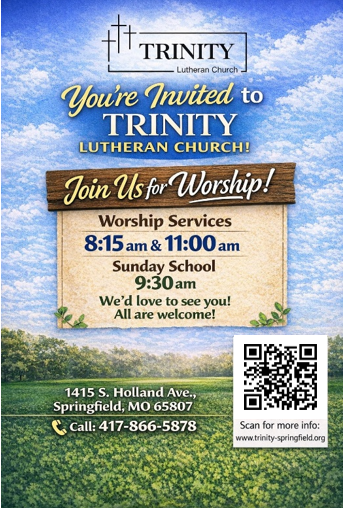 TRINITY
Lutheran Church
You're Invited to
TRINITY
LUTHERAN CHURCH!
Join Us for Worship!
Worship Services
8:15 am & 11:00 am
Sunday School
9:30 am
We'd love to see you!
All are welcome!
1415 S. Holland Ave.,
Springfield, MO 65807
Call: 417-866-5878
Scan for more info:
www.trinity-springfield.org